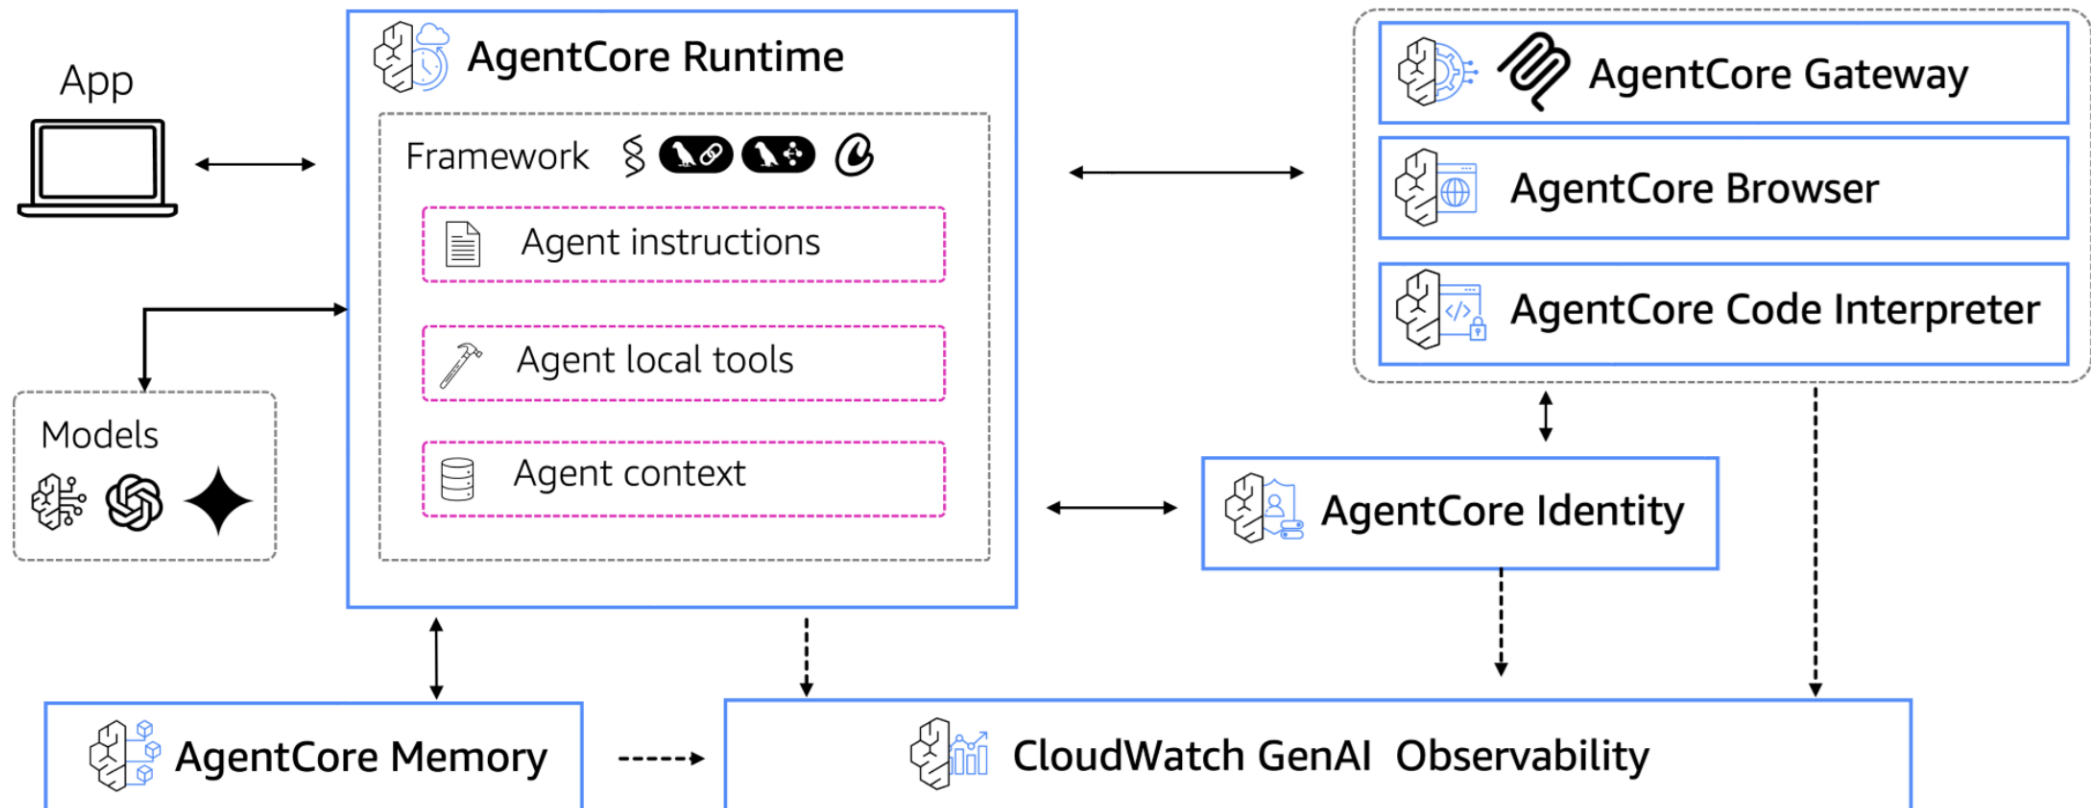 App
AgentCore Runtime
Framework
Agent instructions
Agent local tools
Agent context
Models
AgentCore Gateway
AgentCore Browser
AgentCore Code Interpreter
AgentCore Identity
AgentCore Memory
CloudWatch GenAI Observability